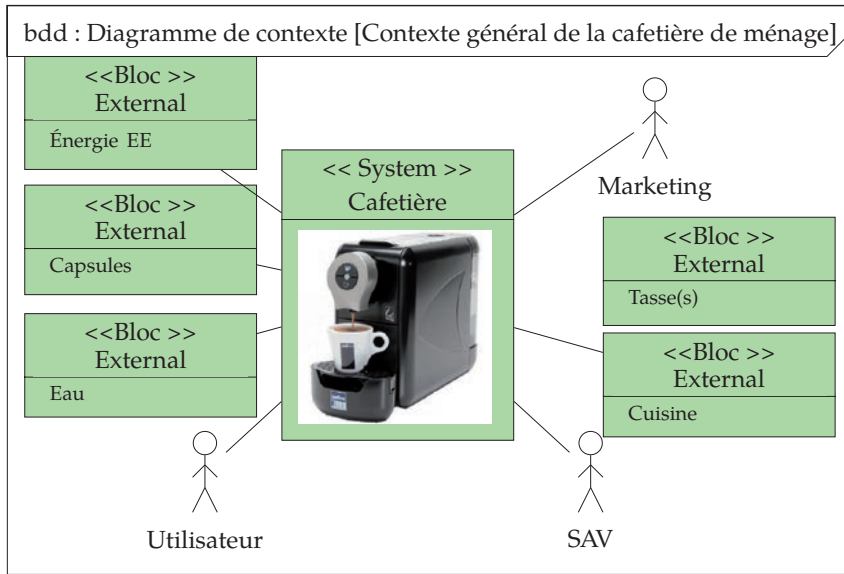 bdd : Diagramme de contexte [Contexte général de la cafetière de ménage]
<<Bloc >>
External
Énergie EE
<<Bloc >>
External
Capsules
<<Bloc >>
External
Eau
<< System >>
Cafetière
Marketing
<<Bloc >>
External
Tasse(s)
<<Bloc >>
External
Cuisine
Utilisateur
SAV